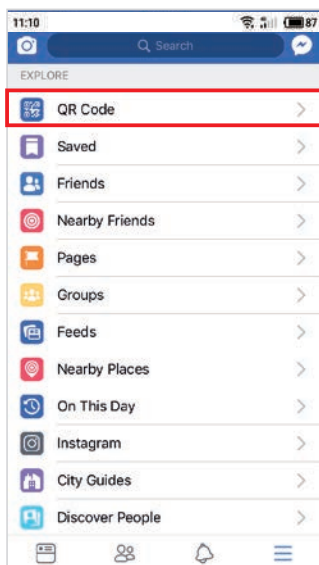 11:10 87
Search
EXPLORE
QR Code
Saved
Friends
Nearby Friends
Pages
Groups
Feeds
Nearby Places
On This Day
Instagram
City Guides
Discover People